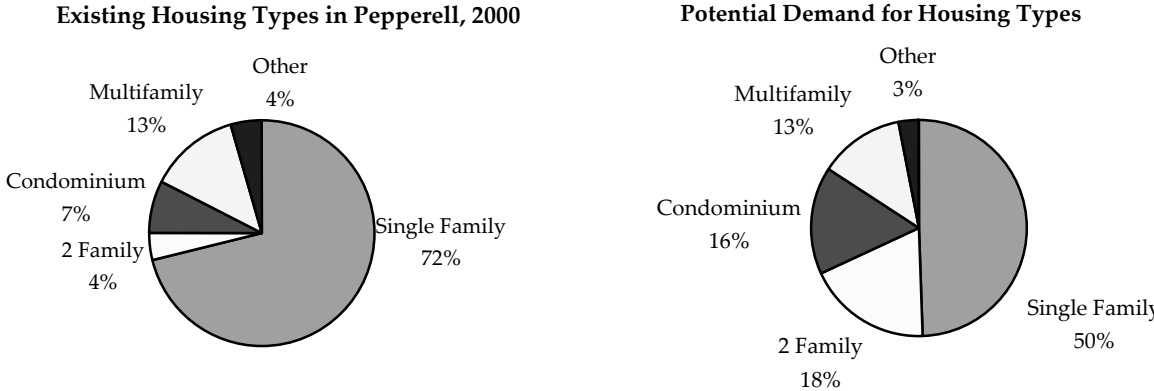 Existing Housing Types in Pepperell, 2000
Other
4%
Multifamily
13%
Condominium
7%
2 Family
4%
Single Family
72%
Potential Demand for Housing Types
Other
3%
Multifamily
13%
Condominium
16%
2 Family
18%
Single Family
50%